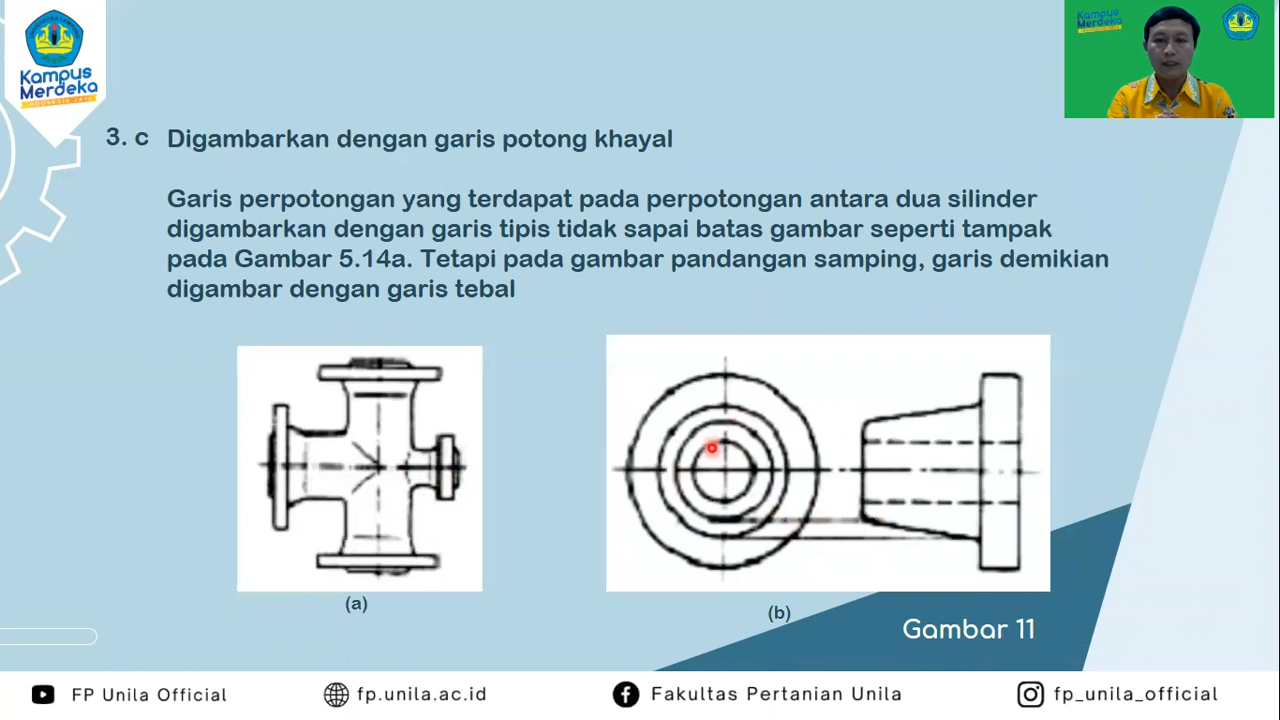 Kampus
Merdeka
INDONESIA JAYA
Kampus
Merdeka
3. c Digambarkan dengan garis potong khayal
Garis perpotongan yang terdapat pada perpotongan antara dua silinder
digambarkan dengan garis tipis tidak sapai batas gambar seperti tampak
pada Gambar 5.14a. Tetapi pada gambar pandangan samping, garis demikian
digambar dengan garis tebal
(a)
(b)
Gambar 11
FP Unila Official
fp.unila.ac.id
Fakultas Pertanian Unila
fp_unila_official